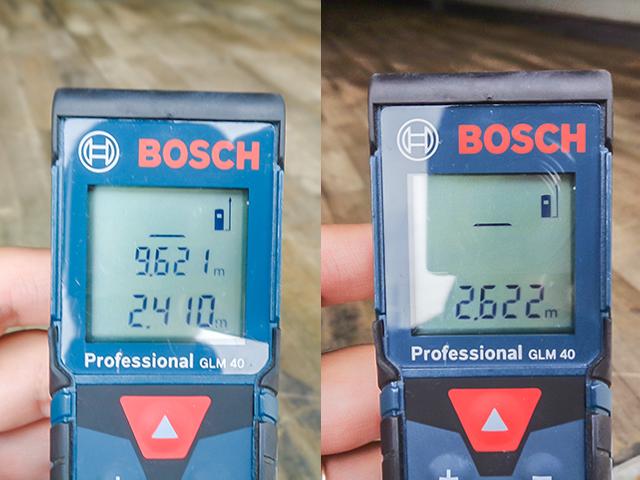 BOSCH
9.621 m
2.410 m
Professional GLM 40
BOSCH
2.622 m
Professional GLM 40